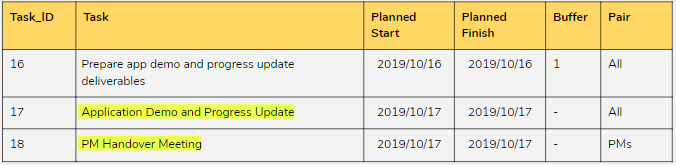 Task_ID Task Planned Start Planned Finish Buffer Pair
16 Prepare app demo and progress update deliverables 2019/10/16 2019/10/16 1 All
17 Application Demo and Progress Update 2019/10/17 2019/10/17 - All
18 PM Handover Meeting 2019/10/17 2019/10/17 - PMs